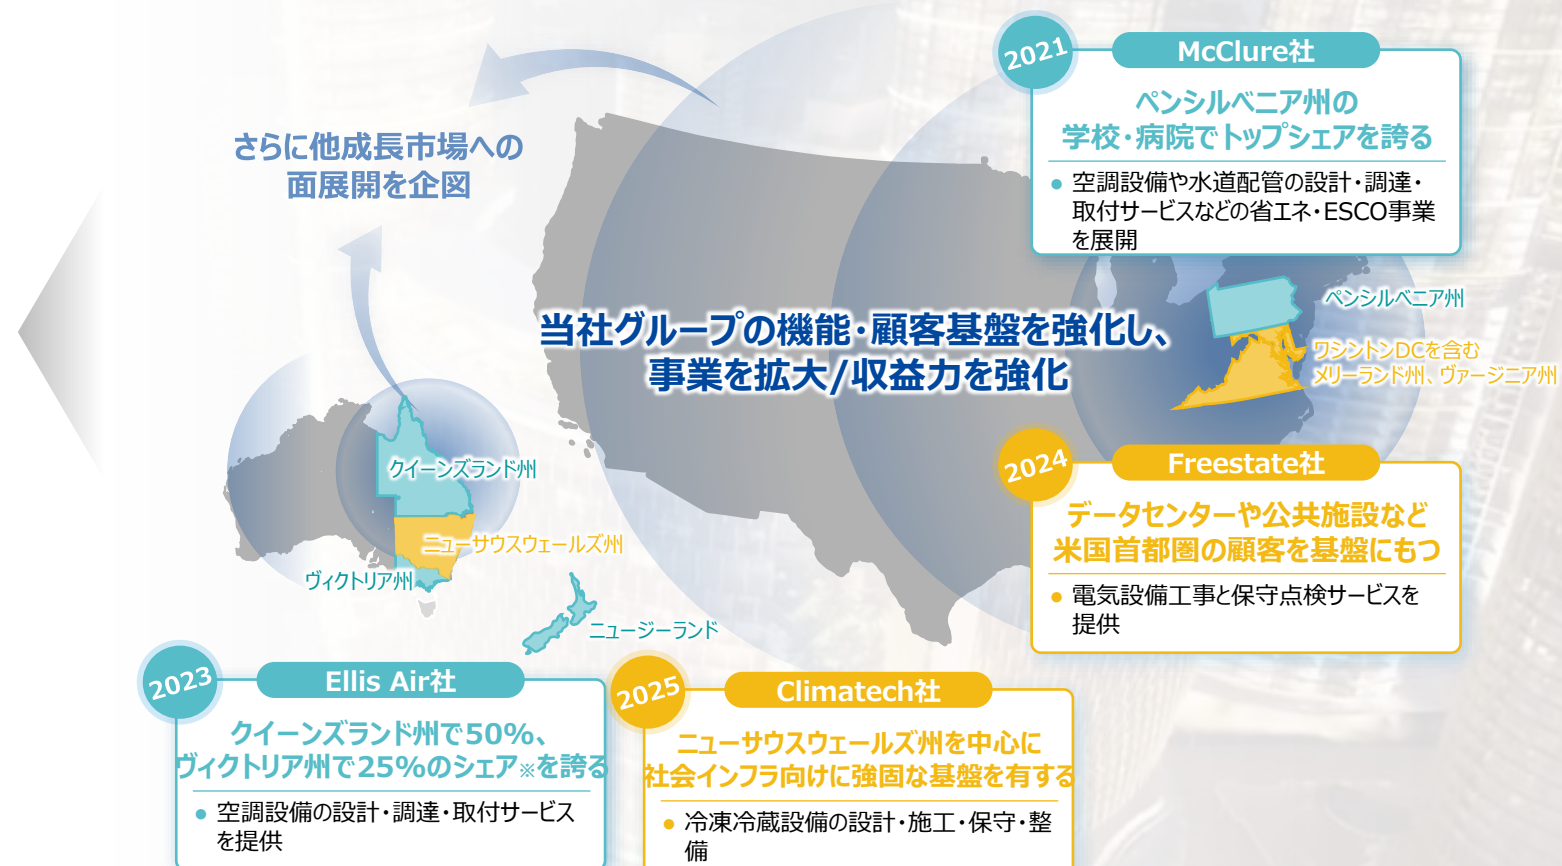 2021
McClure社
ペンシルベニア州の
学校・病院でトップシェアを誇る
● 空調設備や水道配管の設計・調達・
取付サービスなどの省エネ・ESCO事業
を展開
さらに他成長市場への
面展開を企図
当社グループの機能・顧客基盤を強化し、
事業を拡大/収益力を強化
ペンシルベニア州
ワシントンDCを含む
メリーランド州、ヴァージニア州
クイーンズランド州
ニューサウスウェールズ州
ヴィクトリア州
ニュージーランド
2024
Freestate社
データセンターや公共施設など
米国首都圏の顧客を基盤にもつ
● 電気設備工事と保守点検サービスを
提供
2023
Ellis Air社
クイーンズランド州で50%、
ヴィクトリア州で25%のシェア※を誇る
● 空調設備の設計・調達・取付サービス
を提供
2025
Climatech社
ニューサウスウェールズ州を中心に
社会インフラ向けに強固な基盤を有する
● 冷凍冷蔵設備の設計・施工・保守・整
備